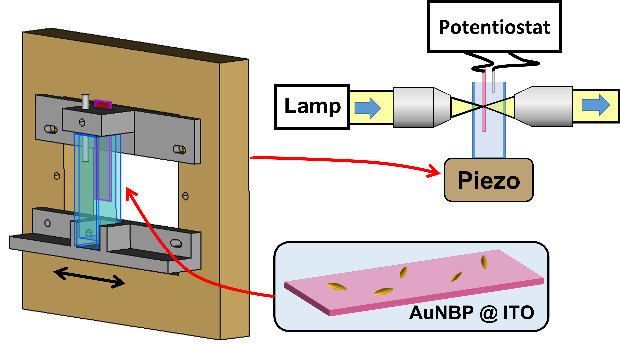 Potentiostat
Lamp
Piezo
AuNBP @ ITO